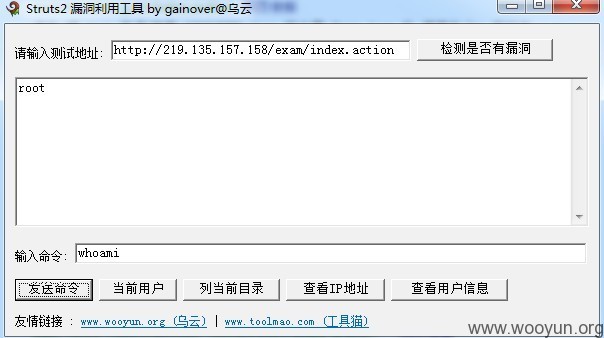 Struts2 漏洞利用工具 by gainover@乌云
请输入测试地址: http://219.135.157.158/exam/index.action 检测是否有漏洞
root
输入命令: whoami
发送命令 当前用户 列当前目录 查看IP地址 查看用户信息
友情链接 : www.wooyun.org (乌云) | www.toolmao.com (工具猫)
www.wooyun.org